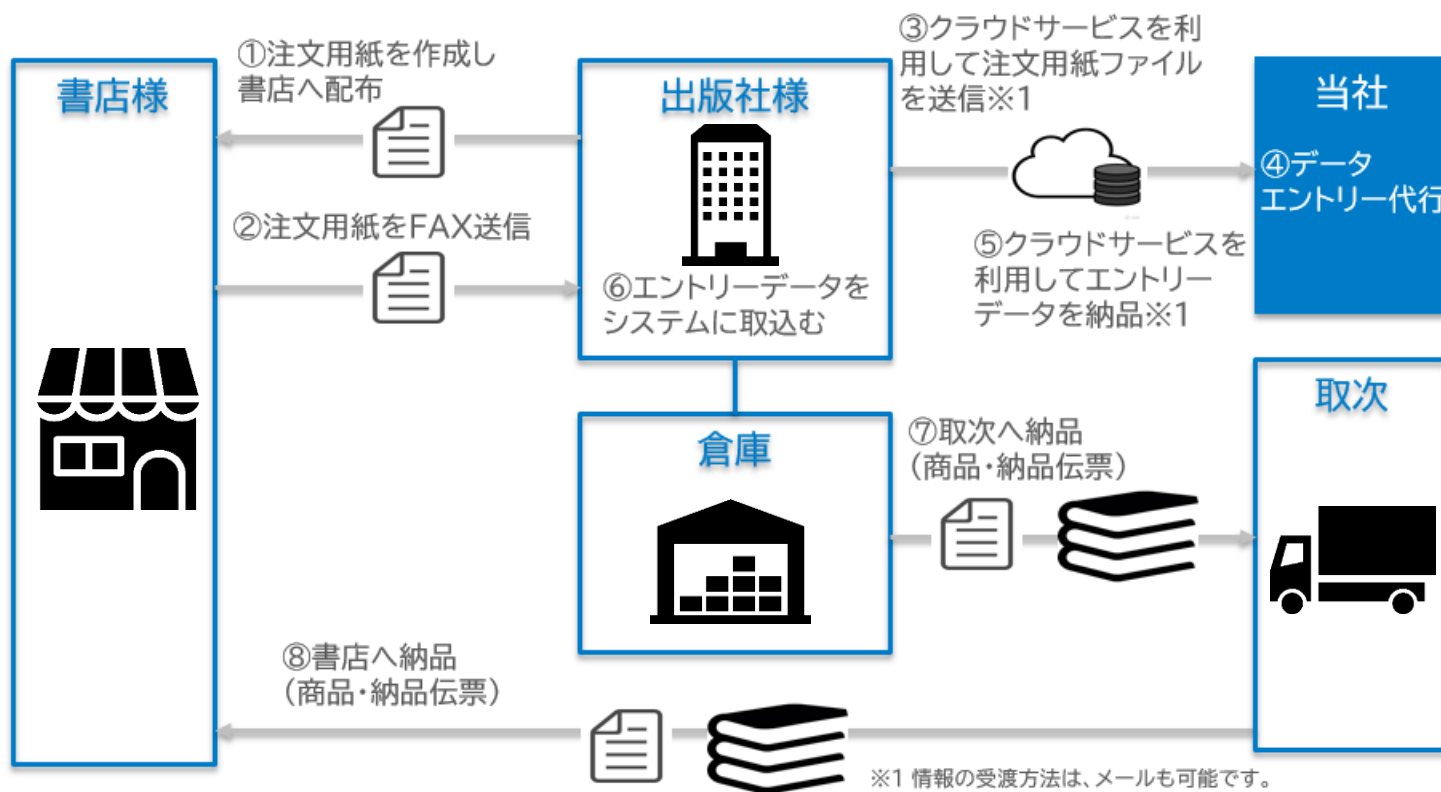 ①注文用紙を作成し
書店へ配布
③クラウドサービスを利
用して注文用紙ファイル
を送信※1
書店様
出版社様
当社
④データ
エントリー代行
②注文用紙をFAX送信
⑤クラウドサービスを
利用してエントリー
データを納品※1
⑥エントリーデータを
システムに取込む
取次
倉庫
⑦取次へ納品
（商品・納品伝票）
⑧書店へ納品
（商品・納品伝票）
※1 情報の受渡方法は、メールも可能です。